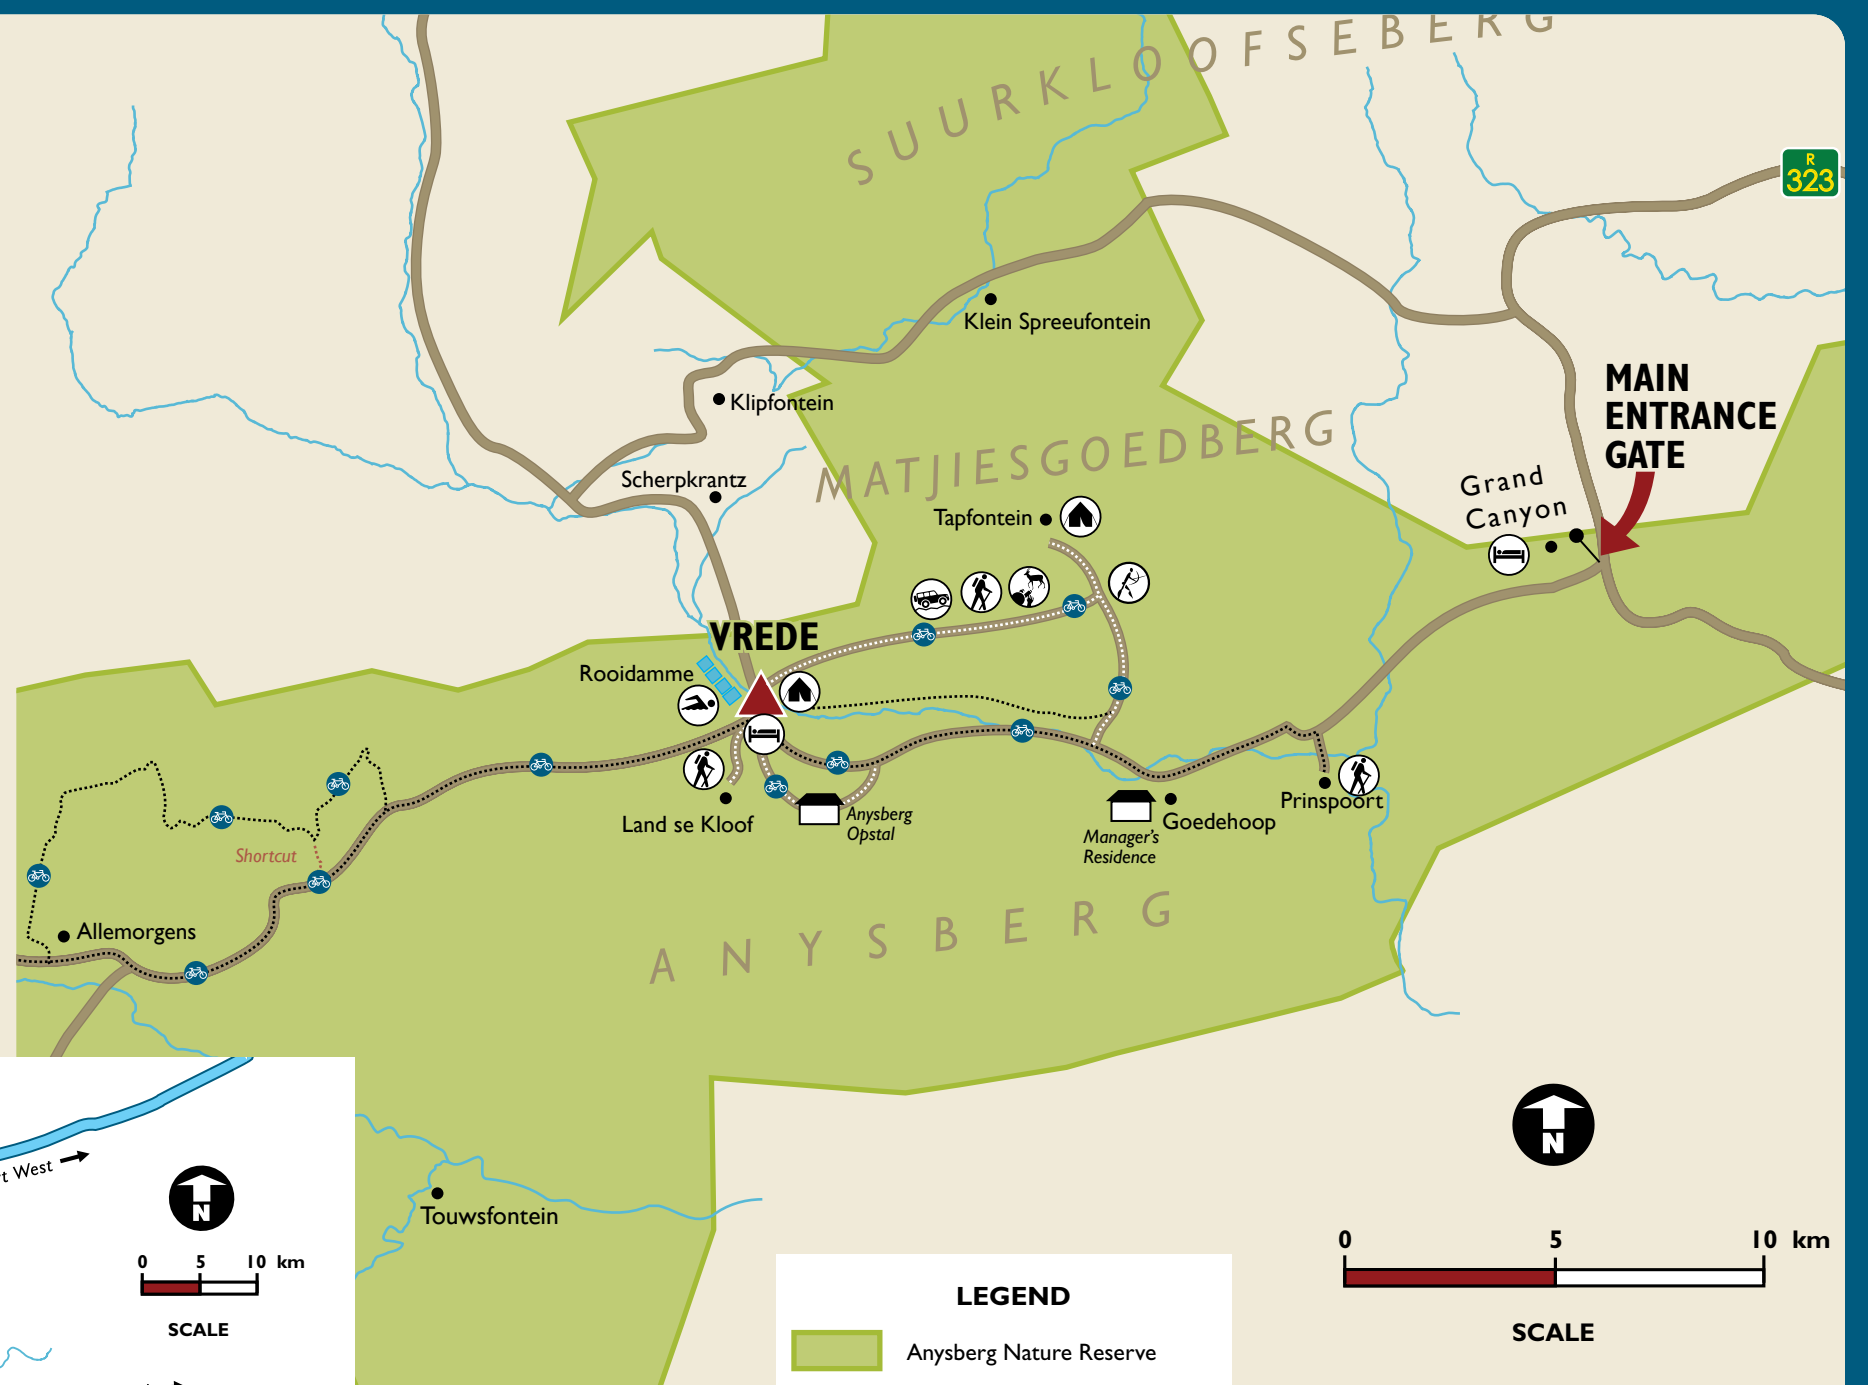 SUURKLOOFSEBERG
R
323
Klein Spreeufontein
MAIN
ENTRANCE
GATE
Klipfontein
MATJIESGOEDBERG
Scherpkrantz
Grand
Canyon
Tapfontein
VREDE
Rooidamme
Prinspoort
Land se Kloof
Anysberg
Opstal
Goedehoop
Manager's
Residence
Shortcut
Allemorgens
ANYSBERG
t West
N
Touwsfontein
0 5 10 km
SCALE
N
0 5 10 km
SCALE
LEGEND
Anysberg Nature Reserve